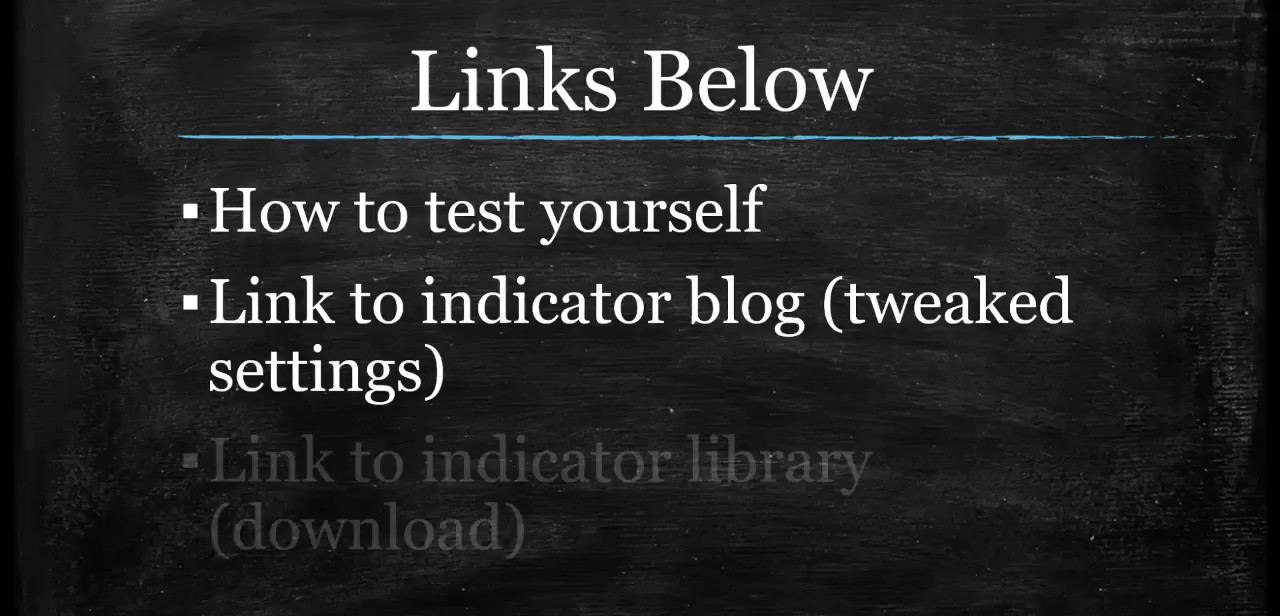 Links Below
▪How to test yourself
▪Link to indicator blog (tweaked
settings)
▪Link to indicator library
(download)